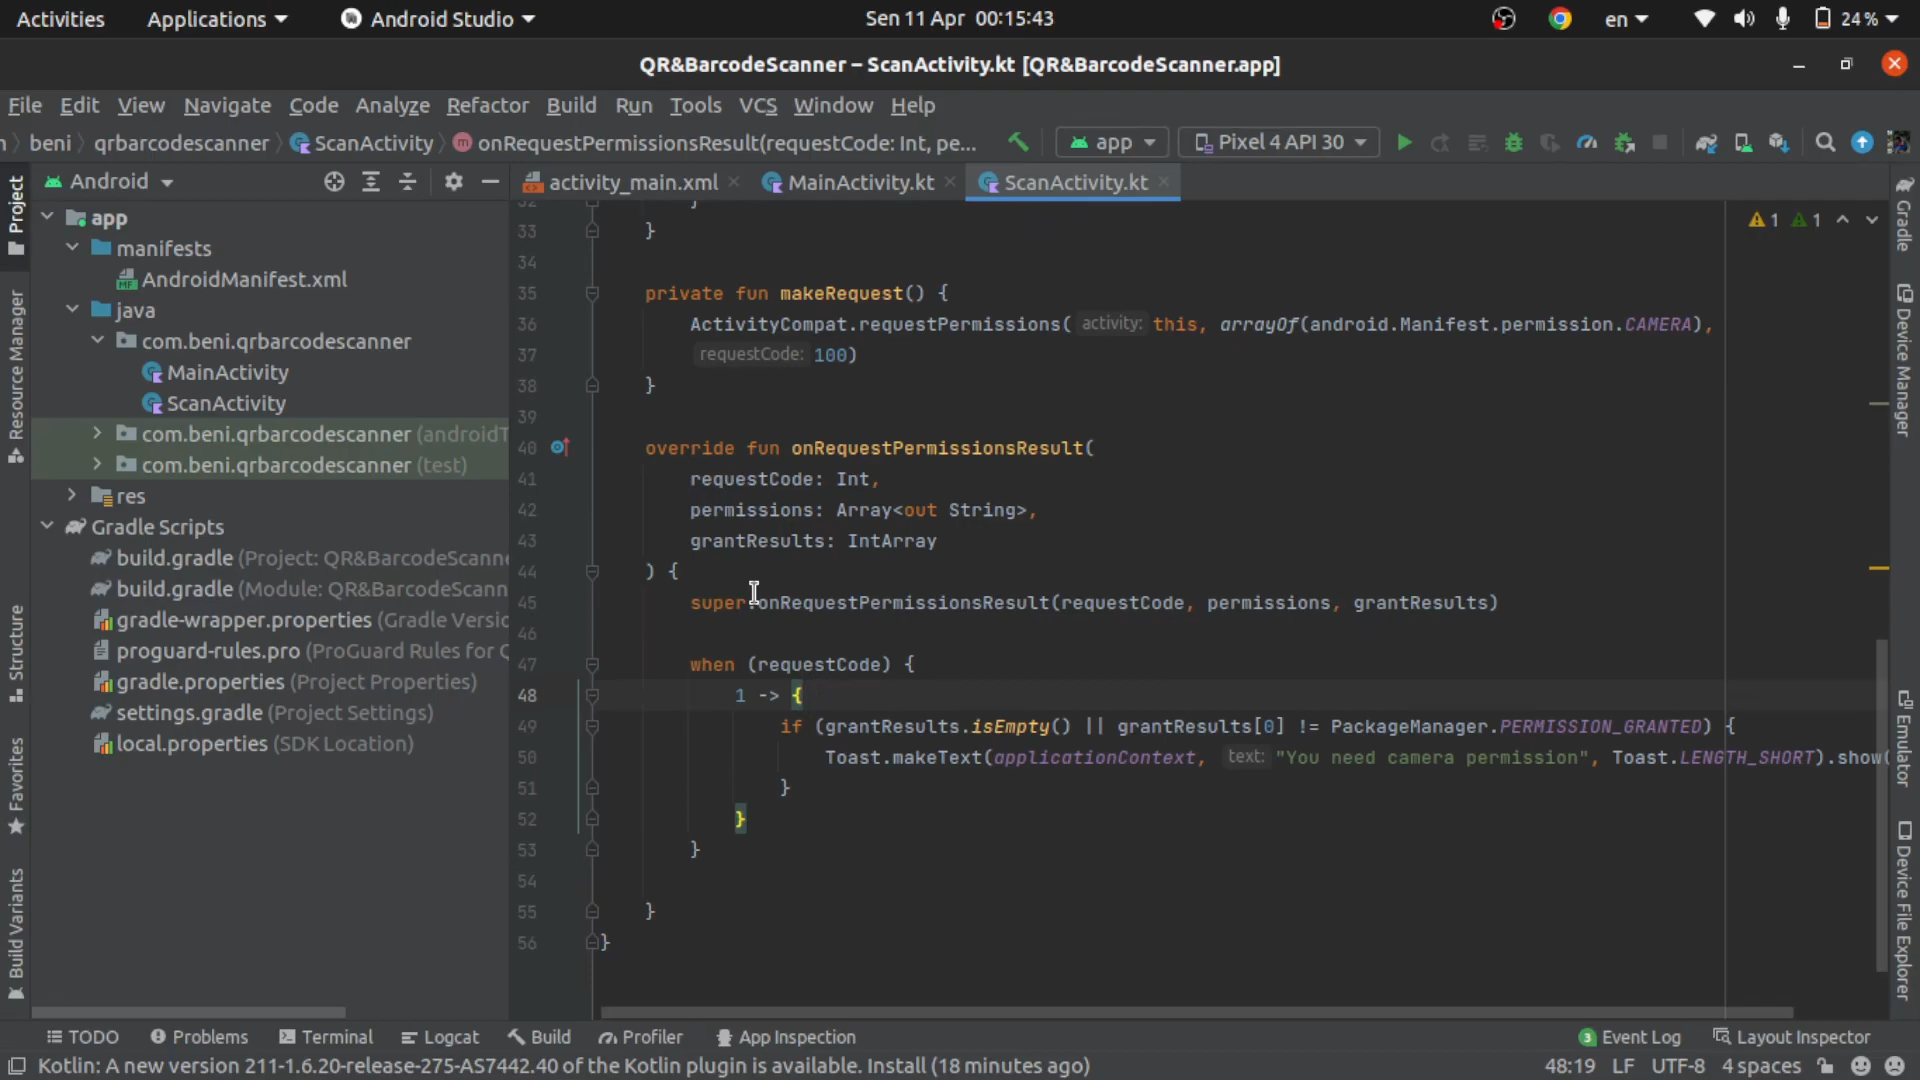 Activities
Applications
Android Studio
Sen 11 Apr 00:15:43
en
24 %
QR&BarcodeScanner – ScanActivity.kt [QR&BarcodeScanner.app]
File Edit View Navigate Code Analyze Refactor Build Run Tools VCS Window Help
beni
qrbarcodescanner
ScanActivity
onRequestPermissionsResult(requestCode: Int, pe...
app
Pixel 4 API 30
Android
activity_main.xml
MainActivity.kt
ScanActivity.kt
Project
Resource Manager
Structure
Favorites
Build Variants
app
manifests
AndroidManifest.xml
java
com.beni.qrbarcodescanner
MainActivity
ScanActivity
com.beni.qrbarcodescanner (androidT
com.beni.qrbarcodescanner (test)
res
Gradle Scripts
build.gradle (Project: QR&BarcodeScanne
build.gradle (Module: QR&BarcodeScann
gradle-wrapper.properties (Gradle Versio
proguard-rules.pro (ProGuard Rules for Q
gradle.properties (Project Properties)
settings.gradle (Project Settings)
local.properties (SDK Location)
1 1
33 }
34
35 private fun makeRequest() {
36 ActivityCompat.requestPermissions( activity: this, arrayOf(android.Manifest.permission.CAMERA),
37 requestCode: 100)
38 }
39
40 override fun onRequestPermissionsResult(
41 requestCode: Int,
42 permissions: Array<out String>,
43 grantResults: IntArray
44 ) {
45 super.onRequestPermissionsResult(requestCode, permissions, grantResults)
46
47 when (requestCode) {
48 1 -> {
49 if (grantResults.isEmpty() || grantResults[0] != PackageManager.PERMISSION_GRANTED) {
50 Toast.makeText(applicationContext, text: "You need camera permission", Toast.LENGTH_SHORT).show(
51 }
52 }
53 }
54
55 }
56 }
Gradle
Device Manager
Emulator
Device File Explorer
TODO
Problems
Terminal
Logcat
Build
Profiler
App Inspection
3 Event Log
Layout Inspector
Kotlin: A new version 211-1.6.20-release-275-AS7442.40 of the Kotlin plugin is available. Install (18 minutes ago)
48:19 LF UTF-8 4 spaces